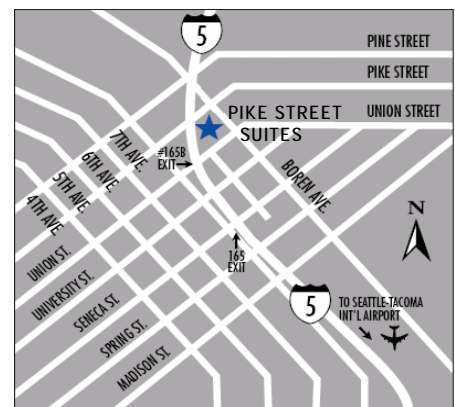 5
PINE STREET
PIKE STREET
UNION STREET
PIKE STREET
SUITES
7TH AVE.
6TH AVE.
5TH AVE.
4TH AVE.
#165B
EXIT
BOREN AVE.
N
UNION ST.
UNIVERSITY ST.
SENECA ST.
SPRING ST.
MADISON ST.
165
EXIT
5
TO SEATTLE-TACOMA
INT'L AIRPORT